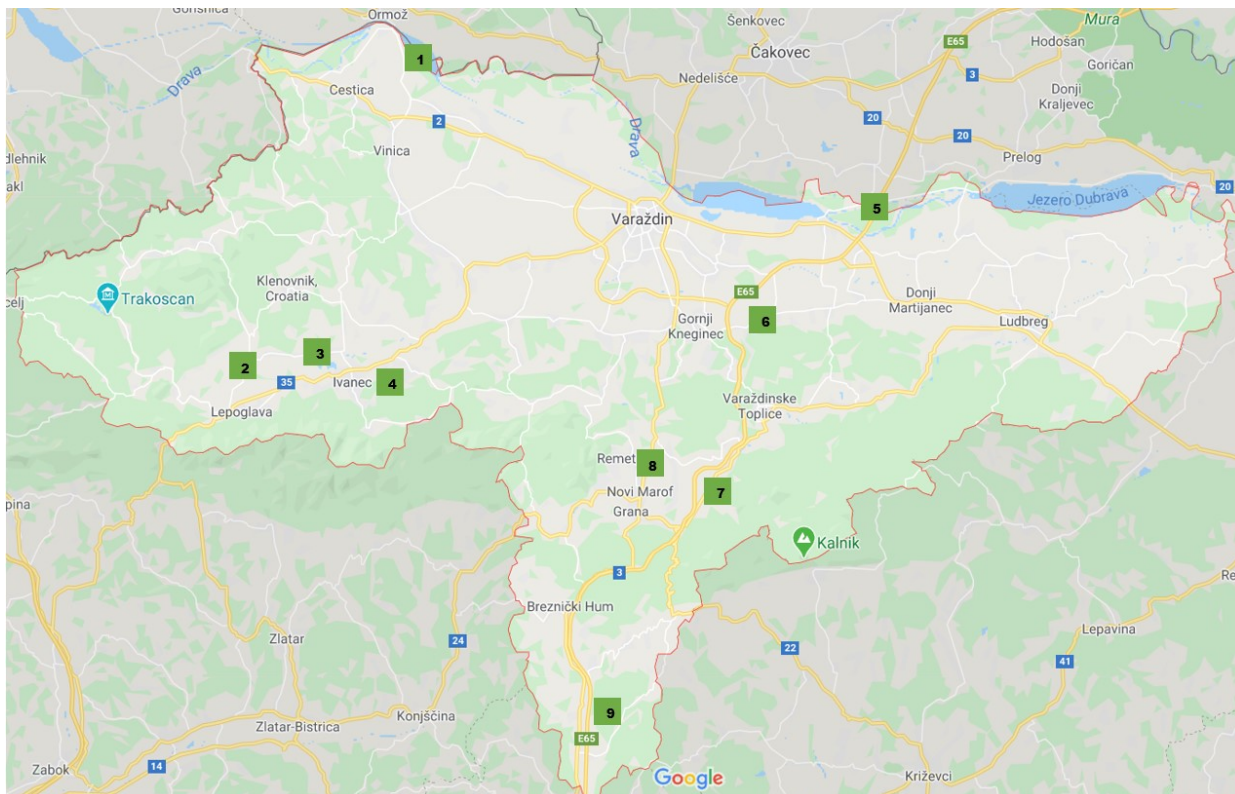 Gorišnica
Ormož
Šenkovec
Mura
E65
Hodošan
Čakovec
1
Drava
Nedelišće
3
Goričan
Cestica
Donji
Kraljevec
2
20
Drava
20
Vinica
Prelog
dlehnik
akl
20
Jezero Dubrava
5
Varaždin
Klenovnik,
Croatia
celj
Trakoscan
E65
Donji
Martijanec
6
Gornji
Kneginec
Ludbreg
3
2
35
Ivanec
4
Lepoglava
Varaždinske
Toplice
Remet
8
Novi Marof
7
Grana
pina
Kalnik
3
Re
Breznički Hum
Zlatar
24
22
Lepavina
41
9
Konjščina
Zlatar-Bistrica
E65
Zabok
14
Google
Križevci